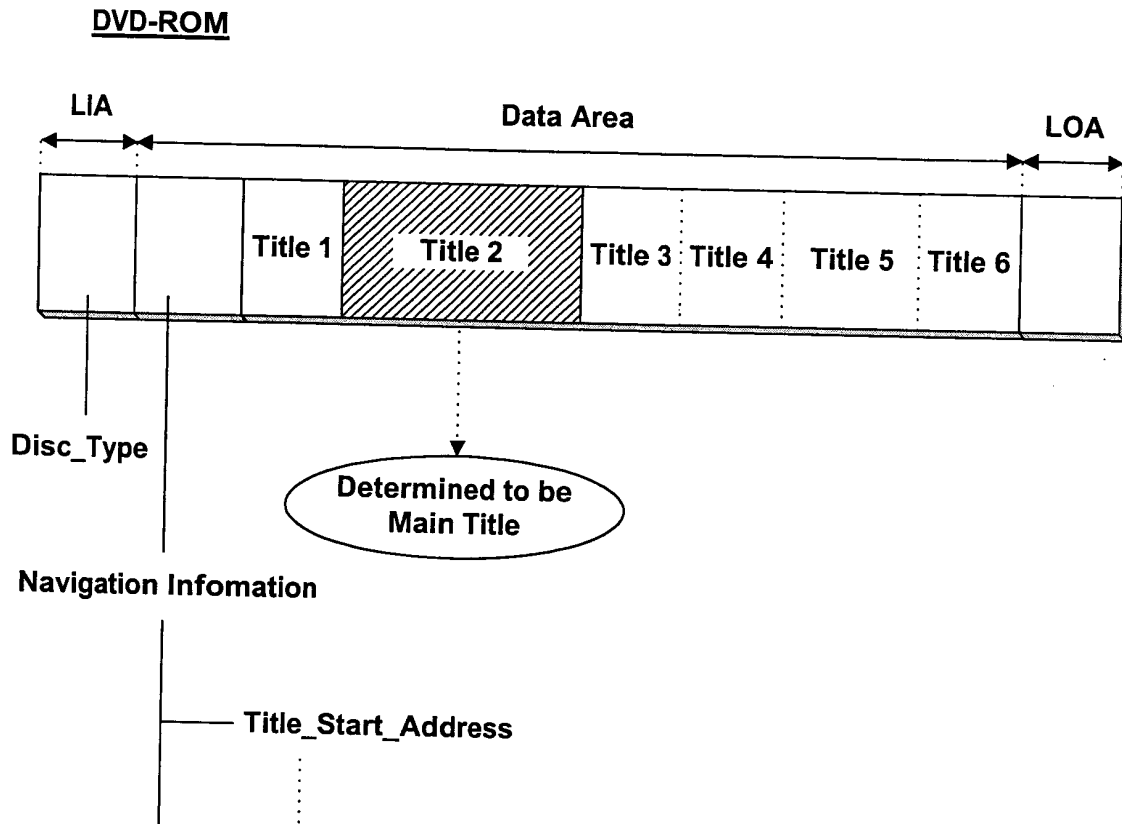 DVD-ROM
LIA
Data Area
LOA
Title 1
Title 2
Title 3
Title 4
Title 5
Title 6
Disc_Type
Determined to be
Main Title
Navigation Infomation
Title_Start_Address